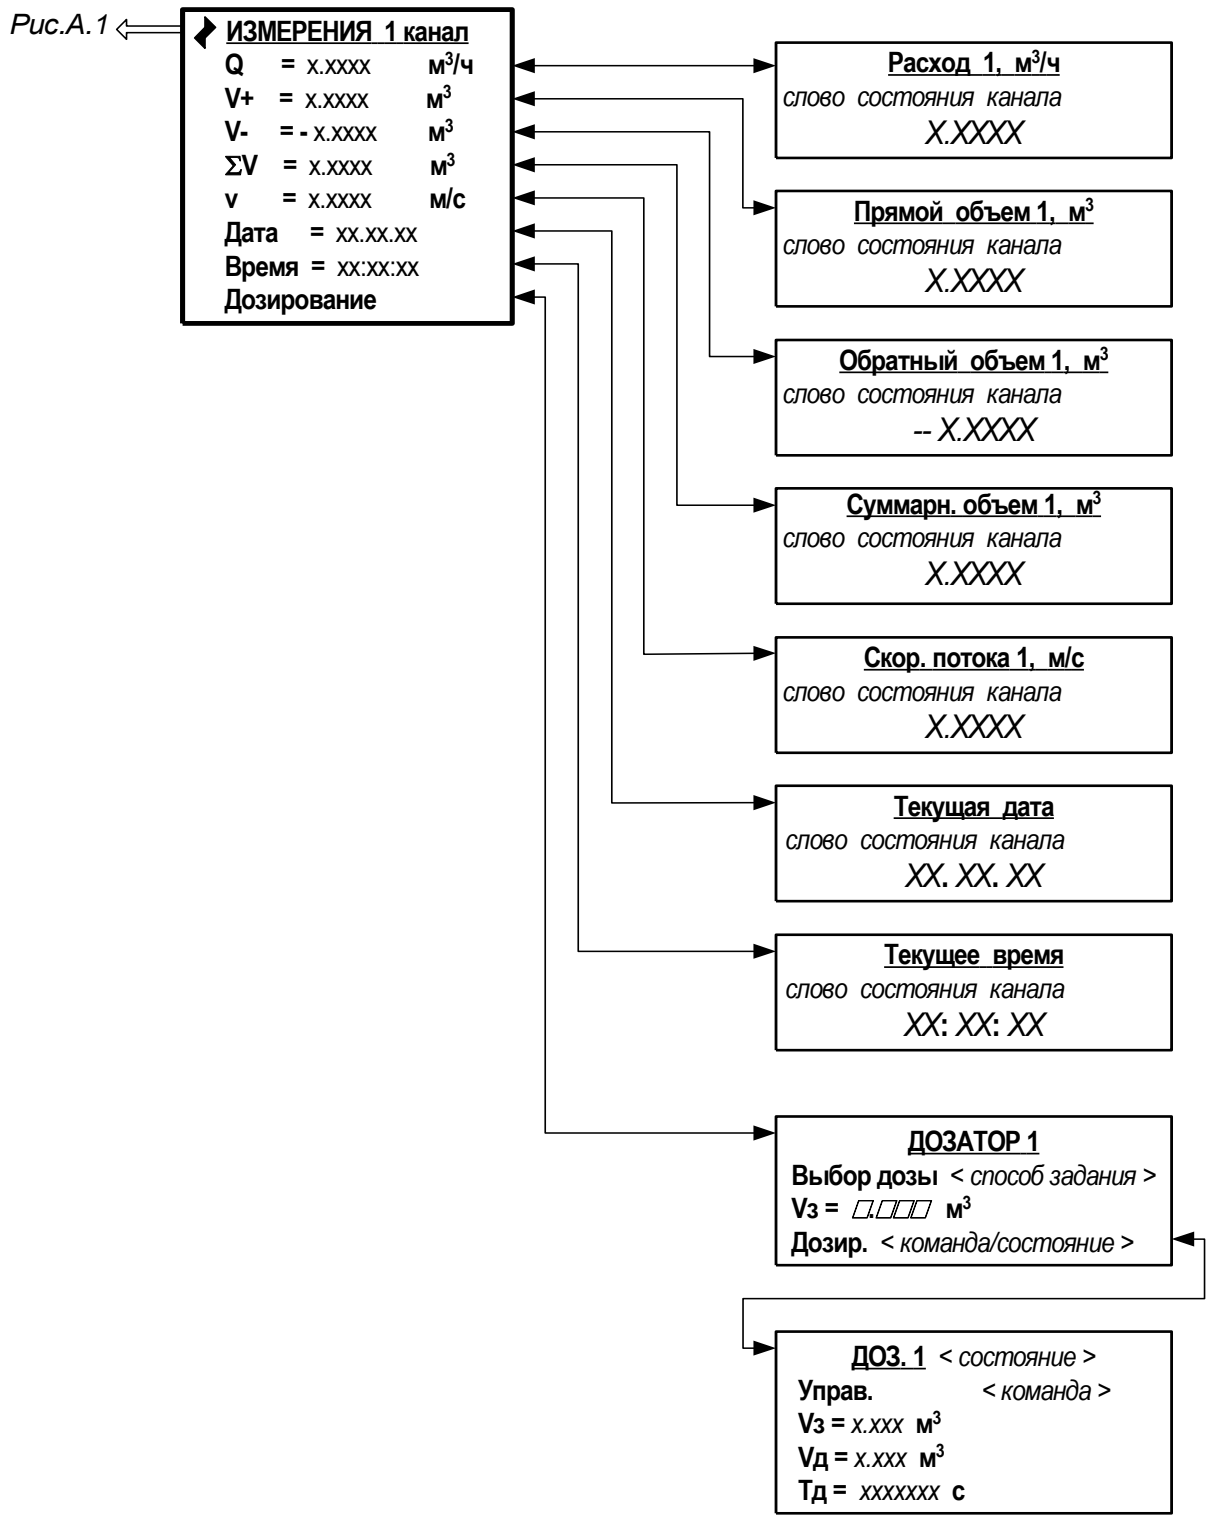 Рис.А.1
ИЗМЕРЕНИЯ 1 канал
Q = x.xxxx м³/ч
V+ = x.xxxx м³
V- = - x.xxxx м³
ΣV = x.xxxx м³
v = x.xxxx м/с
Дата = xx.xx.xx
Время = xx:xx:xx
Дозирование
Расход 1, м³/ч
слово состояния канала
X.XXXX
Прямой объем 1, м³
слово состояния канала
X.XXXX
Обратный объем 1, м³
слово состояния канала
-- X.XXXX
Суммарн. объем 1, м³
слово состояния канала
X.XXXX
Скор. потока 1, м/с
слово состояния канала
X.XXXX
Текущая дата
слово состояния канала
XX. XX. XX
Текущее время
слово состояния канала
XX: XX: XX
ДОЗАТОР 1
Выбор дозы < способ задания >
Vз = □.□□□ м³
Дозир. < команда/состояние >
ДОЗ. 1 < состояние >
Управ. < команда >
Vз = x.xxx м³
Vд = x.xxx м³
Тд = xxxxxxx с